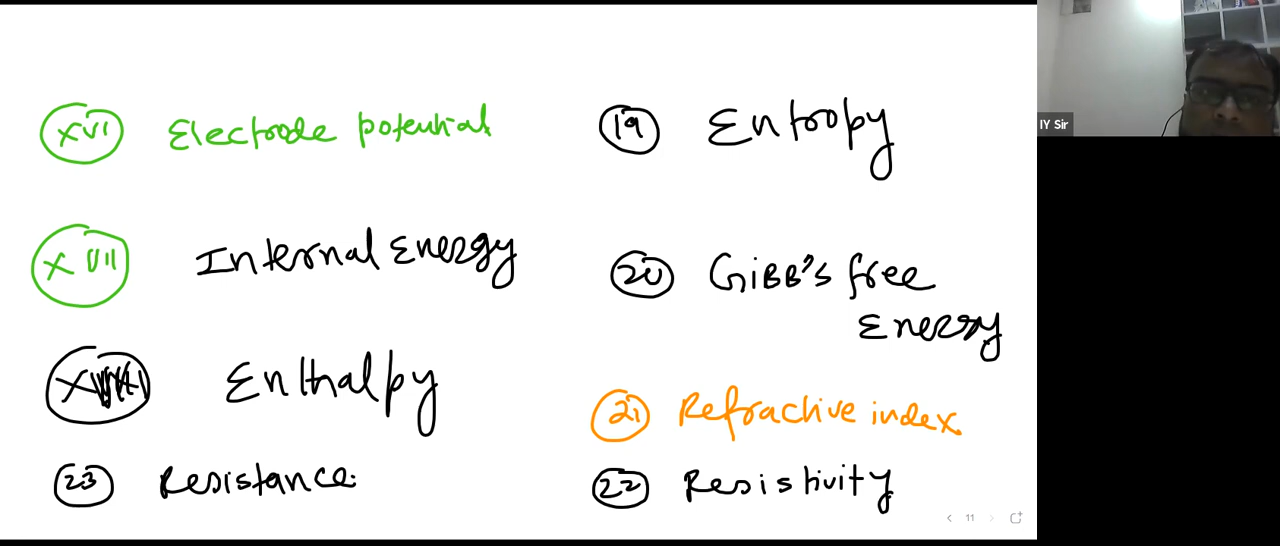 XVI Electrode potential
XVII Internal Energy
Enthalpy
23 Resistance
19 Entropy
20 GIBB's free
Energy
21 Refractive index
22 Resistivity
IY Sir
11